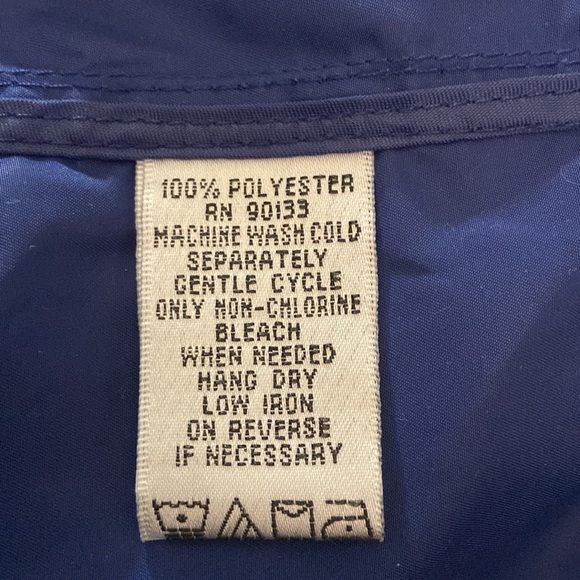 100% POLYESTER
RN 90133
MACHINE WASH COLD
SEPARATELY
GENTLE CYCLE
ONLY NON-CHLORINE
BLEACH
WHEN NEEDED
HANG DRY
LOW IRON
ON REVERSE
IF NECESSARY